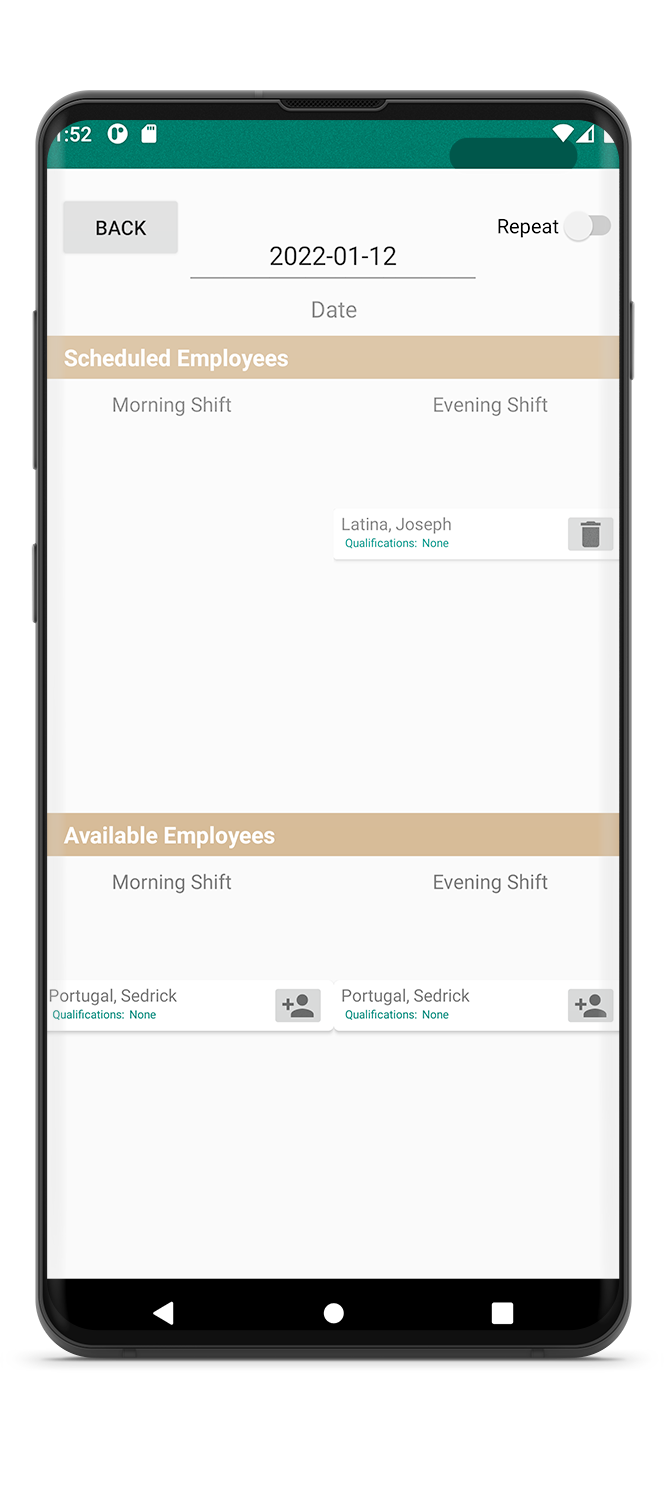 1:52
BACK
Repeat
2022-01-12
Date
Scheduled Employees
Morning Shift Evening Shift
Latina, Joseph
Qualifications: None
Available Employees
Morning Shift Evening Shift
Portugal, Sedrick Portugal, Sedrick
Qualifications: None Qualifications: None